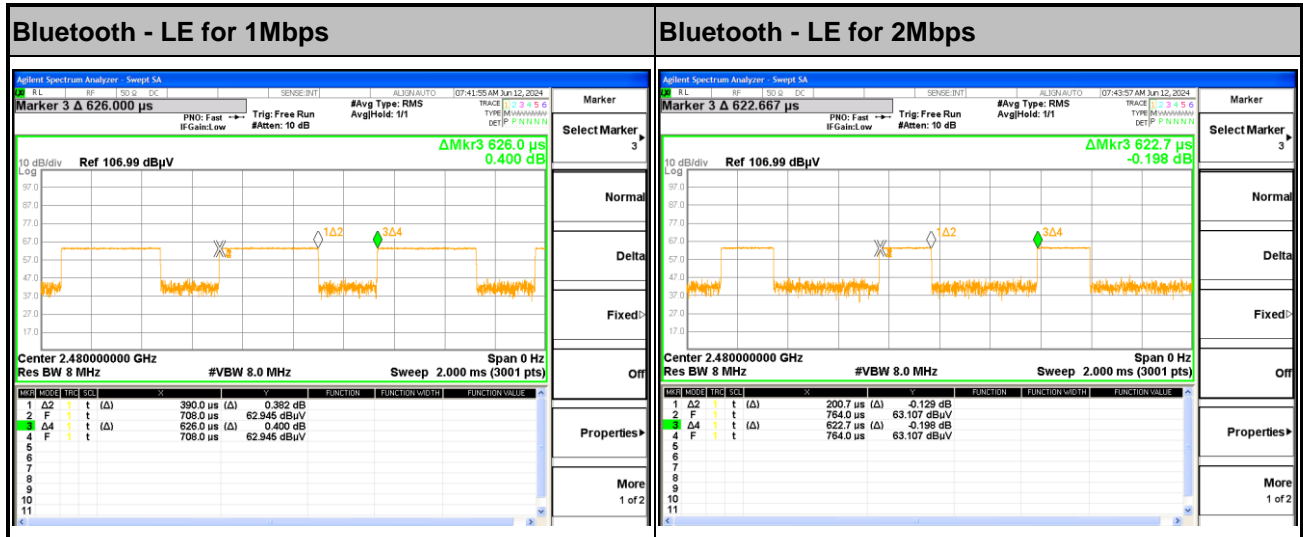 Bluetooth - LE for 1Mbps
Agilent Spectrum Analyzer - Swept SA
RL RF 50 Ω DC SENSE:INT ALIGNAUTO 07:41:55 AM Jun 12, 2024
Marker 3 Δ 626.000 µs
PNO: Fast
IFGain:Low
Trig: Free Run
#Atten: 10 dB
#Avg Type: RMS
Avg|Hold: 1/1
TRACE 1 2 3 4 5 6
TYPE M
DET P P N N N N
ΔMkr3 626.0 µs
0.400 dB
10 dB/div Ref 106.99 dBµV
Log
97.0
87.0
77.0
67.0
57.0
47.0
37.0
27.0
17.0
1Δ2
3Δ4
Center 2.480000000 GHz Span 0 Hz
Res BW 8 MHz #VBW 8.0 MHz Sweep 2.000 ms (3001 pts)
MKR MODE TRC SCL X Y FUNCTION FUNCTION WIDTH FUNCTION VALUE
1 Δ2 1 t (Δ) 390.0 µs (Δ) 0.382 dB
2 F 1 t 708.0 µs 62.945 dBµV
3 Δ4 1 t (Δ) 626.0 µs (Δ) 0.400 dB
4 F 1 t 708.0 µs 62.945 dBµV
5
6
7
8
9
10
11
Marker
Select Marker
3
Normal
Delta
Fixed
Off
Properties
More
1 of 2
Bluetooth - LE for 2Mbps
Agilent Spectrum Analyzer - Swept SA
RL RF 50 Ω DC SENSE:INT ALIGNAUTO 07:43:57 AM Jun 12, 2024
Marker 3 Δ 622.667 µs
PNO: Fast
IFGain:Low
Trig: Free Run
#Atten: 10 dB
#Avg Type: RMS
Avg|Hold: 1/1
TRACE 1 2 3 4 5 6
TYPE M
DET P P N N N N
ΔMkr3 622.7 µs
-0.198 dB
10 dB/div Ref 106.99 dBµV
Log
97.0
87.0
77.0
67.0
57.0
47.0
37.0
27.0
17.0
1Δ2
3Δ4
Center 2.480000000 GHz Span 0 Hz
Res BW 8 MHz #VBW 8.0 MHz Sweep 2.000 ms (3001 pts)
MKR MODE TRC SCL X Y FUNCTION FUNCTION WIDTH FUNCTION VALUE
1 Δ2 1 t (Δ) 200.7 µs (Δ) -0.129 dB
2 F 1 t 764.0 µs 63.107 dBµV
3 Δ4 1 t (Δ) 622.7 µs (Δ) -0.198 dB
4 F 1 t 764.0 µs 63.107 dBµV
5
6
7
8
9
10
11
Marker
Select Marker
3
Normal
Delta
Fixed
Off
Properties
More
1 of 2